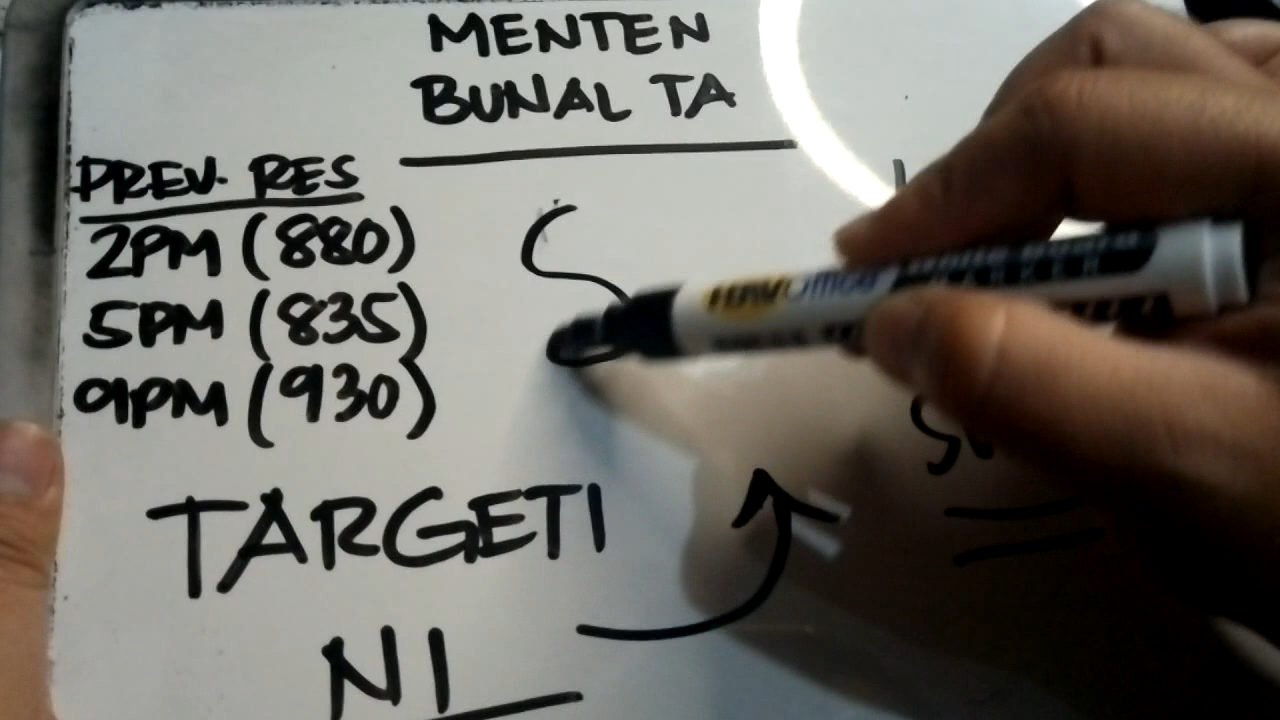 MENTEN
BUNAL TA
PREV. RES
2PM (880)
5PM (835)
9PM (930)
TARGETI
NI